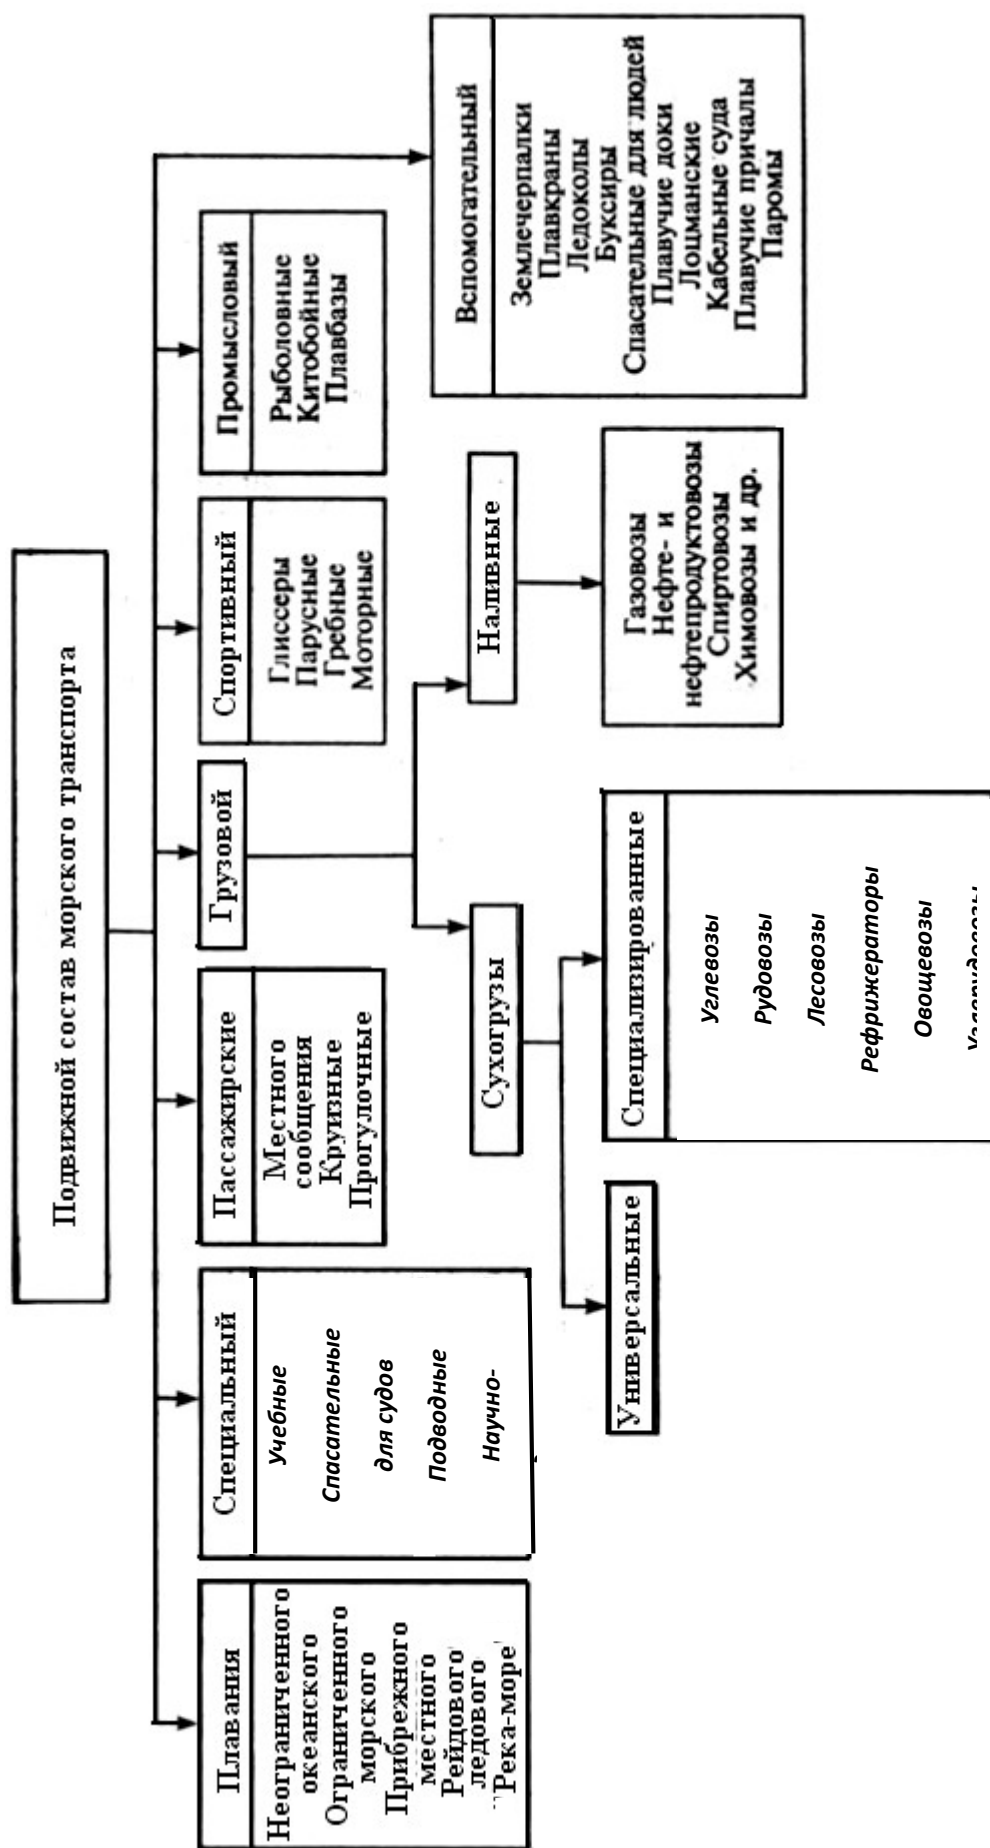 Подвижной состав морского транспорта
Плавания
Неограниченного
океанского
Ограниченного
морского
Прибрежного
местного
Рейдового
ледового
"Река-море"
Специальный
Учебные
Спасательные
для судов
Подводные
Научно-
Пассажирские
Местного
сообщения
Круизные
Прогулочные
Грузовой
Спортивный
Глиссеры
Парусные
Гребные
Моторные
Промысловый
Рыболовные
Китобойные
Плавбазы
Вспомогательный
Землечерпалки
Плавкраны
Ледоколы
Буксиры
Спасательные для людей
Плавучие доки
Лоцманские
Кабельные суда
Плавучие причалы
Паромы
Сухогрузы
Наливные
Универсальные
Специализированные
Углевозы
Рудовозы
Лесовозы
Рефрижераторы
Овощевозы
Газовозы
Нефте- и
нефтепродуктовозы
Спиртовозы
Химовозы и др.